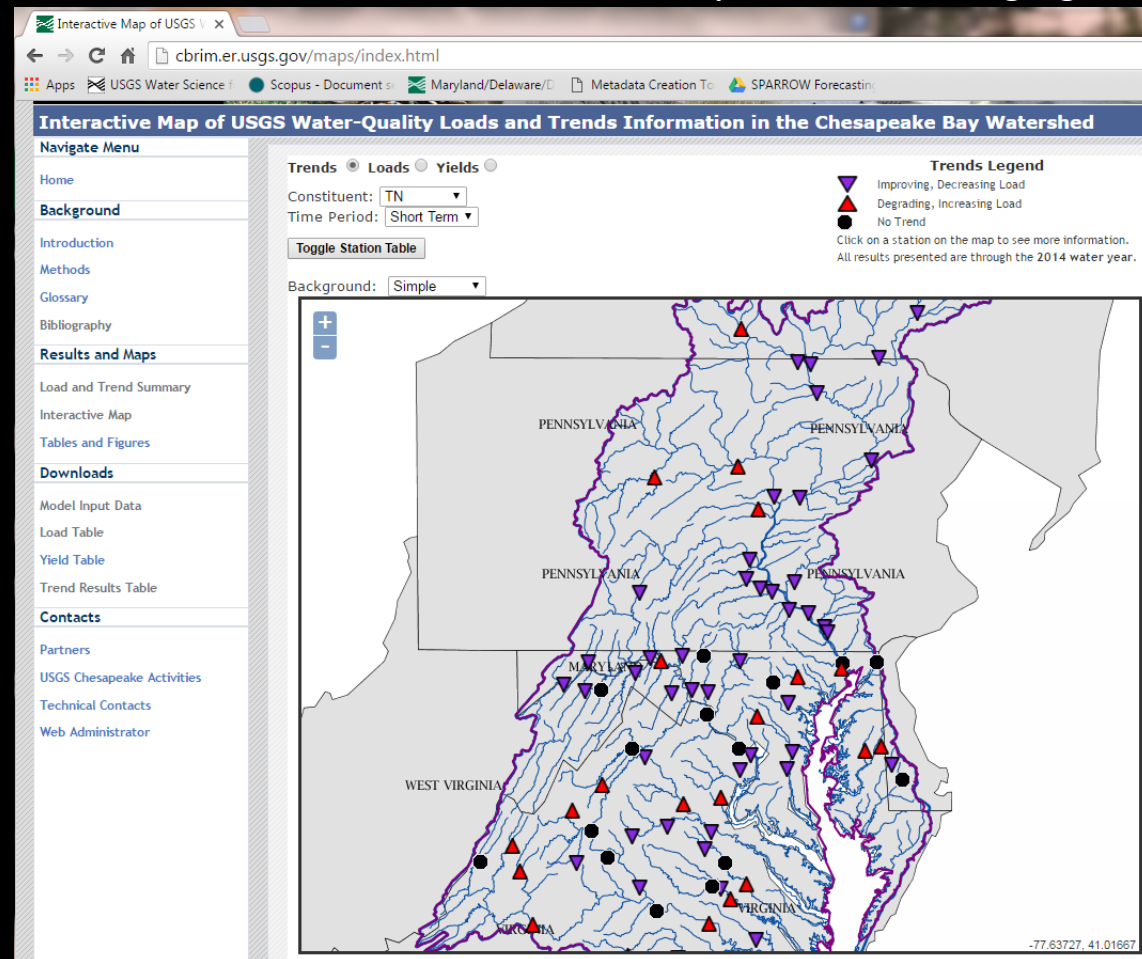 Interactive Map of USGS
cbrim.er.usgs.gov/maps/index.html
Apps USGS Water Science Scopus - Document Maryland/Delaware/ Metadata Creation To SPARROW Forecasting
Interactive Map of USGS Water-Quality Loads and Trends Information in the Chesapeake Bay Watershed
Navigate Menu
Home
Background
Introduction
Methods
Glossary
Bibliography
Results and Maps
Load and Trend Summary
Interactive Map
Tables and Figures
Downloads
Model Input Data
Load Table
Yield Table
Trend Results Table
Contacts
Partners
USGS Chesapeake Activities
Technical Contacts
Web Administrator
Trends Loads Yields
Constituent: TN
Time Period: Short Term
Toggle Station Table
Background: Simple
Trends Legend
Improving, Decreasing Load
Degrading, Increasing Load
No Trend
Click on a station on the map to see more information.
All results presented are through the 2014 water year.
+
-
PENNSYLVANIA PENNSYLVANIA
PENNSYLVANIA PENNSYLVANIA
MARYLAND
WEST VIRGINIA
VIRGINIA
VIRGINIA
-77.63727, 41.01667